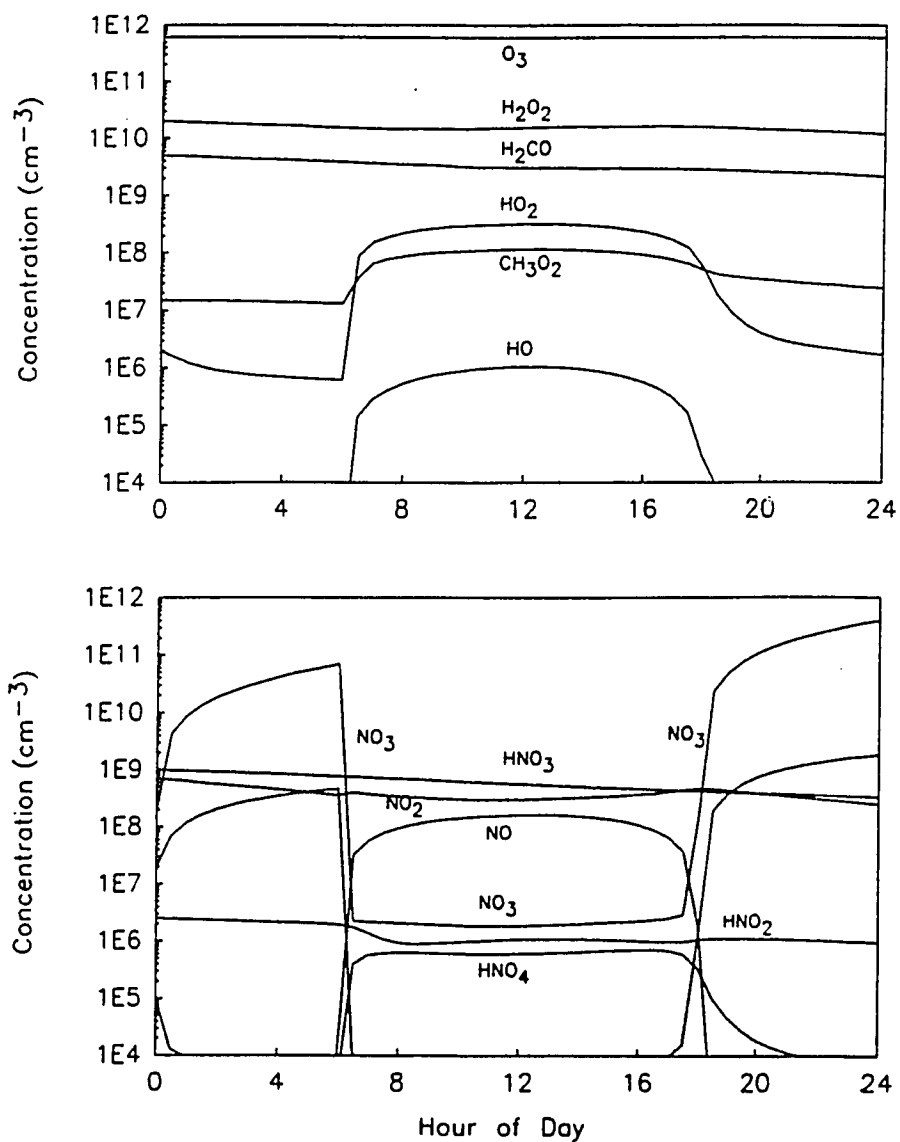 1E12
1E11
1E10
1E9
1E8
1E7
1E6
1E5
1E4
Concentration (cm⁻³)
O₃
H₂O₂
H₂CO
HO₂
CH₃O₂
HO
0 4 8 12 16 20 24
1E12
1E11
1E10
1E9
1E8
1E7
1E6
1E5
1E4
Concentration (cm⁻³)
NO₃
NO₃
HNO₃
NO₂
NO
NO₃
HNO₂
HNO₄
0 4 8 12 16 20 24
Hour of Day